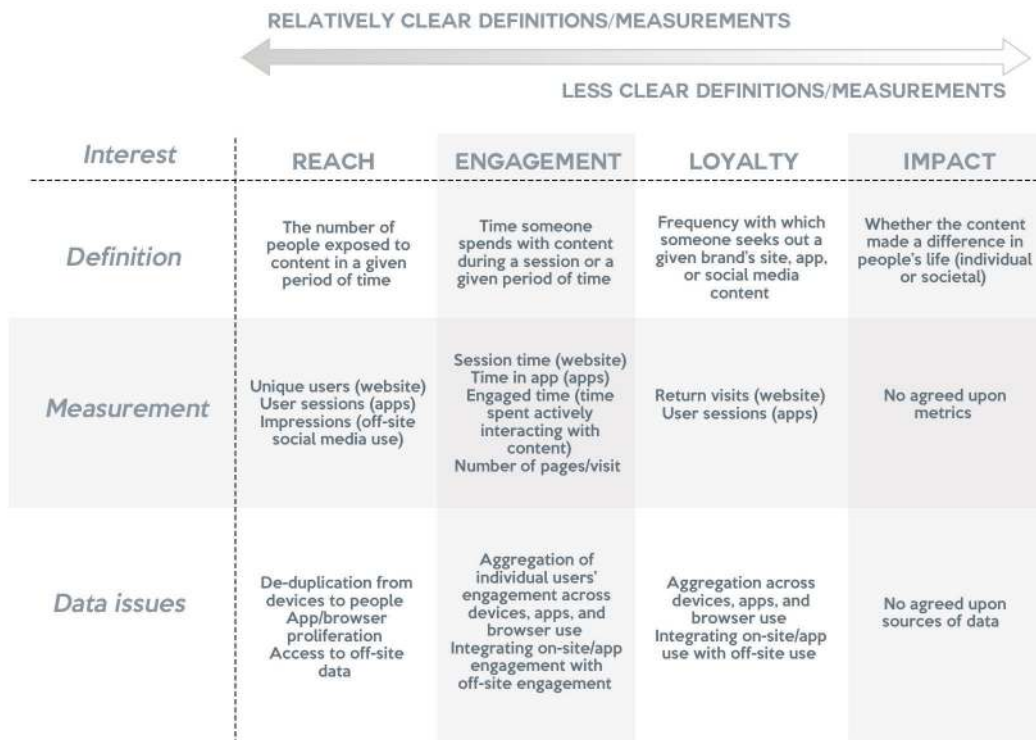 RELATIVELY CLEAR DEFINITIONS/MEASUREMENTS
LESS CLEAR DEFINITIONS/MEASUREMENTS
Interest
REACH
ENGAGEMENT
LOYALTY
IMPACT
Definition
The number of
people exposed to
content in a given
period of time
Time someone
spends with content
during a session or a
given period of time
Frequency with which
someone seeks out a
given brand's site, app,
or social media
content
Whether the content
made a difference in
people's life (individual
or societal)
Measurement
Unique users (website)
User sessions (apps)
Impressions (off-site
social media use)
Session time (website)
Time in app (apps)
Engaged time (time
spent actively
interacting with
content)
Number of pages/visit
Return visits (website)
User sessions (apps)
No agreed upon
metrics
Data issues
De-duplication from
devices to people
App/browser
proliferation
Access to off-site
data
Aggregation of
individual users'
engagement across
devices, apps, and
browser use
Integrating on-site/app
engagement with
off-site engagement
Aggregation across
devices, apps, and
browser use
Integrating on-site/app
use with off-site use
No agreed upon
sources of data